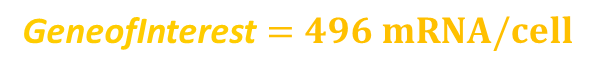 GeneofInterest = 496 mRNA/cell